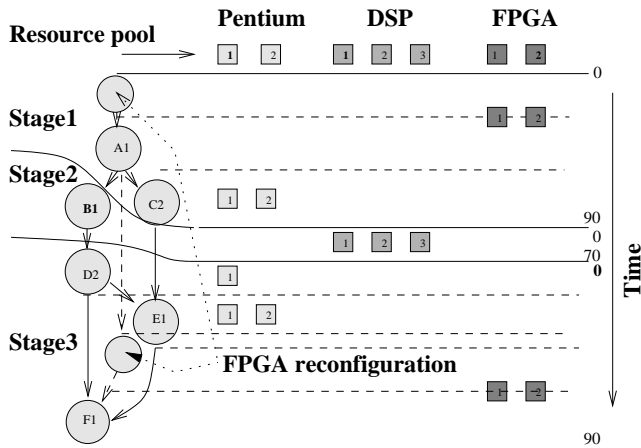 Pentium DSP FPGA
Resource pool 1 2 1 2 3 1 2
0
Stage1 1 2
A1
Stage2
B1 C2 1 2
90
0
1 2 3
70
D2 1 0
E1 1 2
Time
Stage3
FPGA reconfiguration
1 2
F1
90